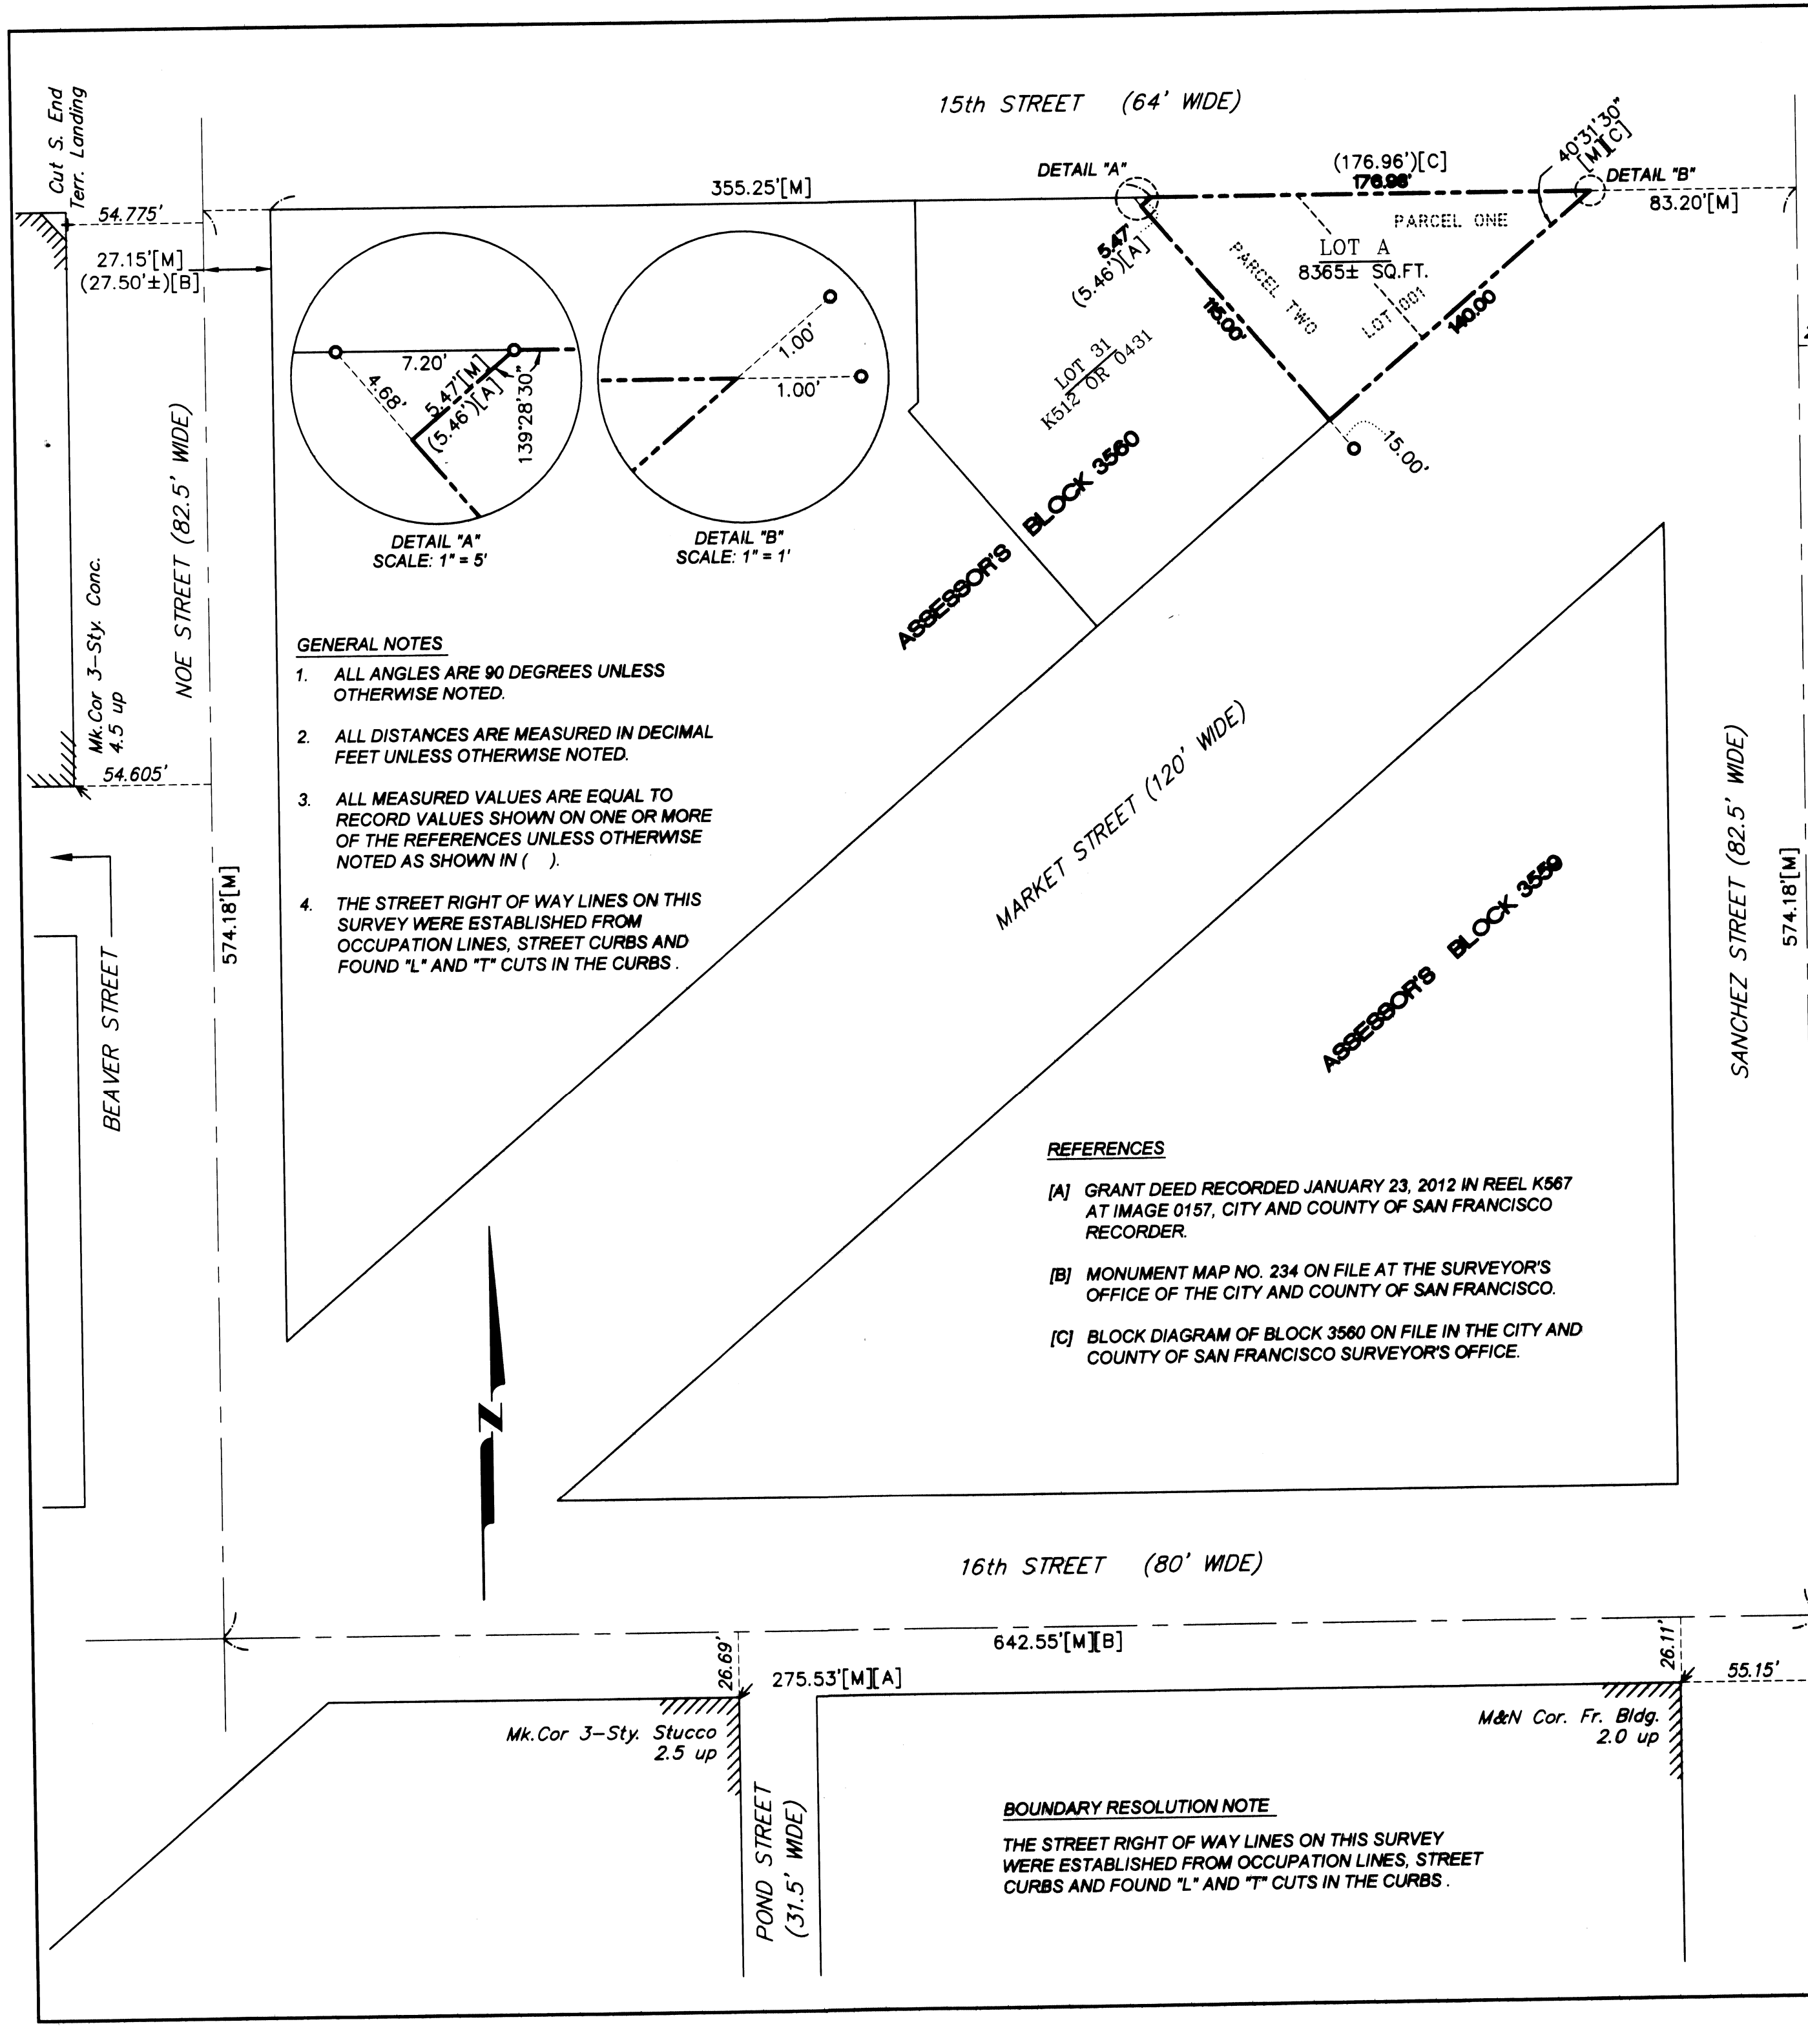 15th STREET (64' WIDE)
Cut S. End
Terr. Landing
54.775'
27.15'[M]
(27.50'±)[B]
355.25'[M]
DETAIL "A"
(176.96')[C]
176.96'
40°31'30"
[M][C]
DETAIL "B"
83.20'[M]
PARCEL ONE
LOT A
8365± SQ.FT.
PARCEL TWO
LOT 001
5.47'
(5.46')[A]
115.00'
140.00
15.00'
LOT 31
K512 OR 0431
7.20'
4.68'
5.47'[M]
(5.46')[A]
139°28'30"
DETAIL "A"
SCALE: 1" = 5'
1.00'
1.00'
DETAIL "B"
SCALE: 1" = 1'
ASSESSOR'S BLOCK 3560
NOE STREET (82.5' WIDE)
Mk.Cor 3-Sty. Conc.
4.5 up
54.605'
574.18'[M]
BEAVER STREET
GENERAL NOTES
1. ALL ANGLES ARE 90 DEGREES UNLESS
OTHERWISE NOTED.
2. ALL DISTANCES ARE MEASURED IN DECIMAL
FEET UNLESS OTHERWISE NOTED.
3. ALL MEASURED VALUES ARE EQUAL TO
RECORD VALUES SHOWN ON ONE OR MORE
OF THE REFERENCES UNLESS OTHERWISE
NOTED AS SHOWN IN ( ).
4. THE STREET RIGHT OF WAY LINES ON THIS
SURVEY WERE ESTABLISHED FROM
OCCUPATION LINES, STREET CURBS AND
FOUND "L" AND "T" CUTS IN THE CURBS .
MARKET STREET (120' WIDE)
ASSESSOR'S BLOCK 3559
SANCHEZ STREET (82.5' WIDE)
574.18'[M]
REFERENCES
[A] GRANT DEED RECORDED JANUARY 23, 2012 IN REEL K567
AT IMAGE 0157, CITY AND COUNTY OF SAN FRANCISCO
RECORDER.
[B] MONUMENT MAP NO. 234 ON FILE AT THE SURVEYOR'S
OFFICE OF THE CITY AND COUNTY OF SAN FRANCISCO.
[C] BLOCK DIAGRAM OF BLOCK 3560 ON FILE IN THE CITY AND
COUNTY OF SAN FRANCISCO SURVEYOR'S OFFICE.
N
16th STREET (80' WIDE)
642.55'[M][B]
26.69'
275.53'[M][A]
26.11'
55.15'
Mk.Cor 3-Sty. Stucco
2.5 up
M&N Cor. Fr. Bldg.
2.0 up
POND STREET
(31.5' WIDE)
BOUNDARY RESOLUTION NOTE
THE STREET RIGHT OF WAY LINES ON THIS SURVEY
WERE ESTABLISHED FROM OCCUPATION LINES, STREET
CURBS AND FOUND "L" AND "T" CUTS IN THE CURBS .